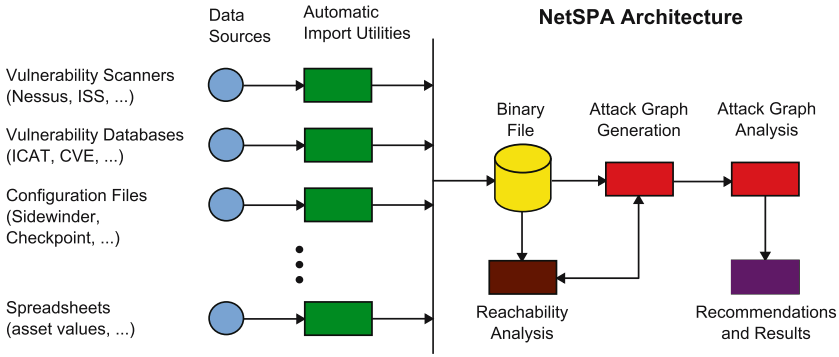 Data
Sources
Automatic
Import Utilities
NetSPA Architecture
Vulnerability Scanners
(Nessus, ISS, ...)
Vulnerability Databases
(ICAT, CVE, ...)
Configuration Files
(Sidewinder,
Checkpoint, ...)
Spreadsheets
(asset values, ...)
Binary
File
Attack Graph
Generation
Attack Graph
Analysis
Reachability
Analysis
Recommendations
and Results